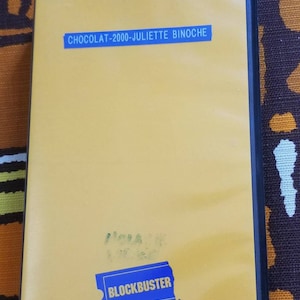 CHOCOLAT-2000-JULIETTE BINOCHE
BLOCKBUSTER